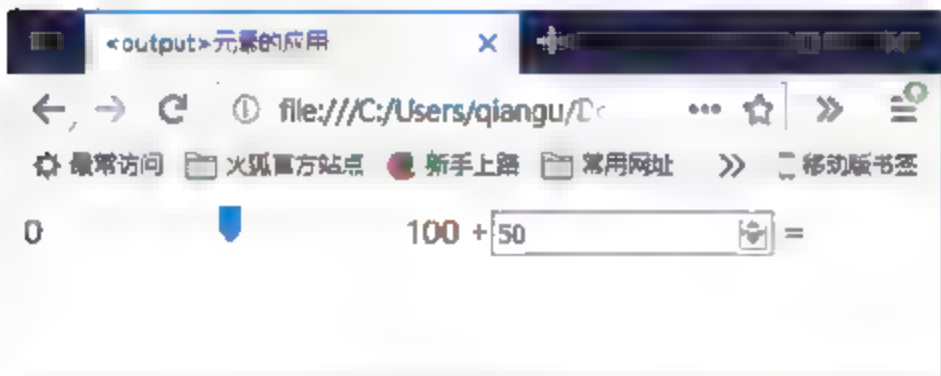 <output>元素的应用
file:///C:/Users/qiangu/Do
最常访问 火狐官方站点 新手上路 常用网址 移动版书签
0 100 + 50 =